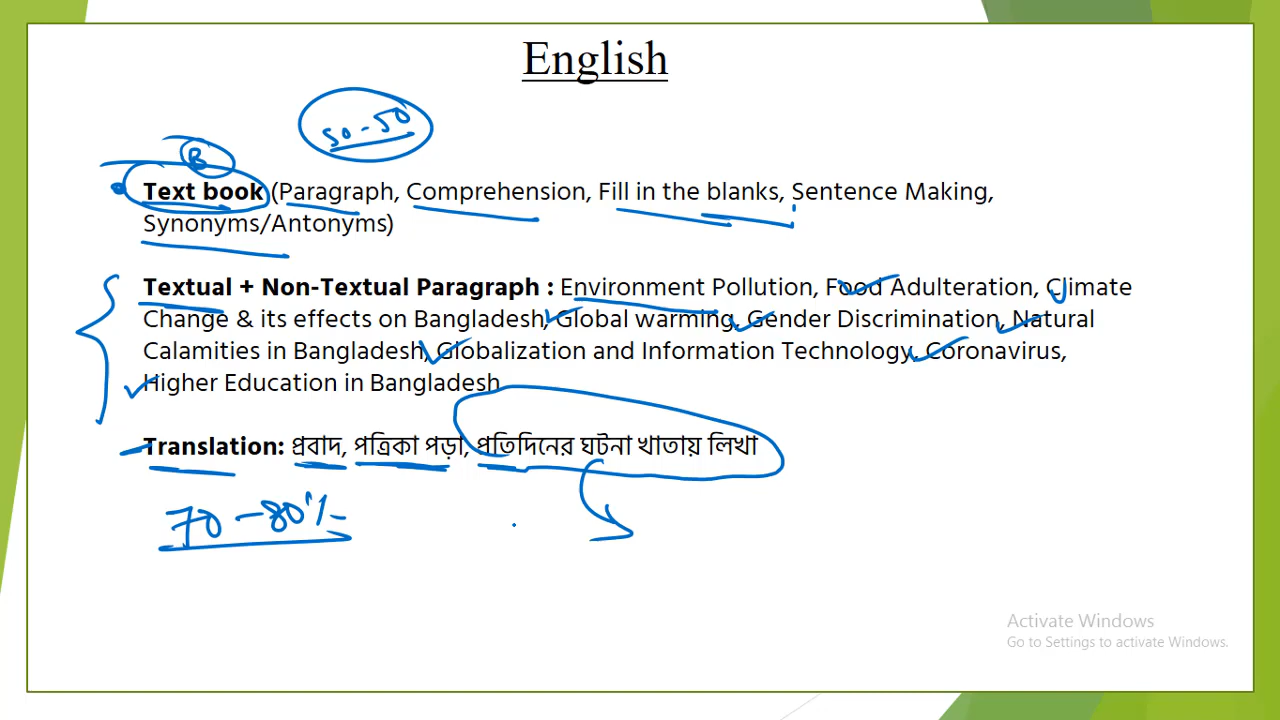 English
50-50
B
Text book (Paragraph, Comprehension, Fill in the blanks, Sentence Making,
Synonyms/Antonyms)
Textual + Non-Textual Paragraph : Environment Pollution, Food Adulteration, Climate
Change & its effects on Bangladesh, Global warming, Gender Discrimination, Natural
Calamities in Bangladesh, Globalization and Information Technology, Coronavirus,
Higher Education in Bangladesh
Translation: প্রবাদ, পত্রিকা পড়া, প্রতিদিনের ঘটনা খাতায় লিখা
70-80%
Activate Windows
Go to Settings to activate Windows.